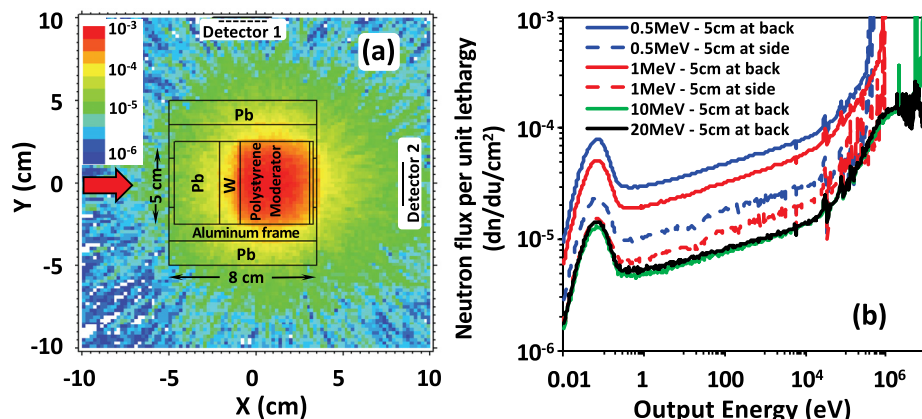 10
5
0
-5
-10
Y (cm)
10-3
10-4
10-5
10-6
Detector 1
(a)
Pb
5 cm
Pb
W
Polystyrene
Moderator
Detector 2
Aluminum frame
Pb
8 cm
-10
-5
0
5
10
X (cm)
Neutron flux per unit lethargy
(dn/du/cm2)
10-3
10-4
10-5
10-6
0.5MeV - 5cm at back
0.5MeV - 5cm at side
1MeV - 5cm at back
1MeV - 5cm at side
10MeV - 5cm at back
20MeV - 5cm at back
(b)
0.01
1
100
104
106
Output Energy (eV)